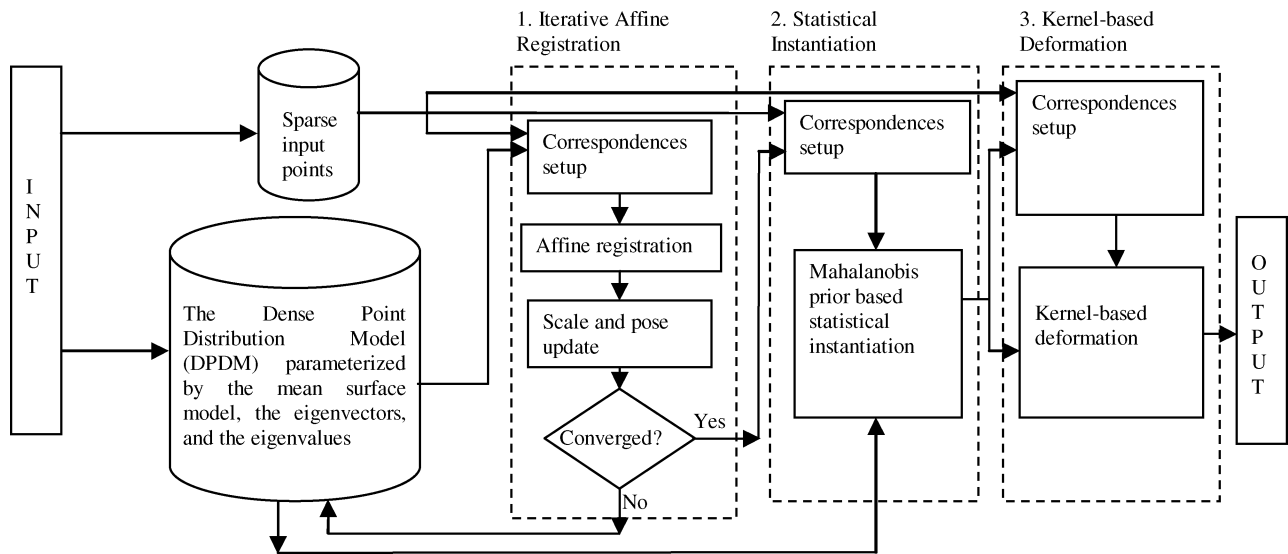 1. Iterative Affine
Registration
2. Statistical
Instantiation
3. Kernel-based
Deformation
I
N
P
U
T
Sparse
input
points
The Dense Point
Distribution Model
(DPDM) parameterized
by the mean surface
model, the eigenvectors,
and the eigenvalues
Correspondences
setup
Affine registration
Scale and pose
update
Converged?
Yes
No
Correspondences
setup
Mahalanobis
prior based
statistical
instantiation
Correspondences
setup
Kernel-based
deformation
O
U
T
P
U
T